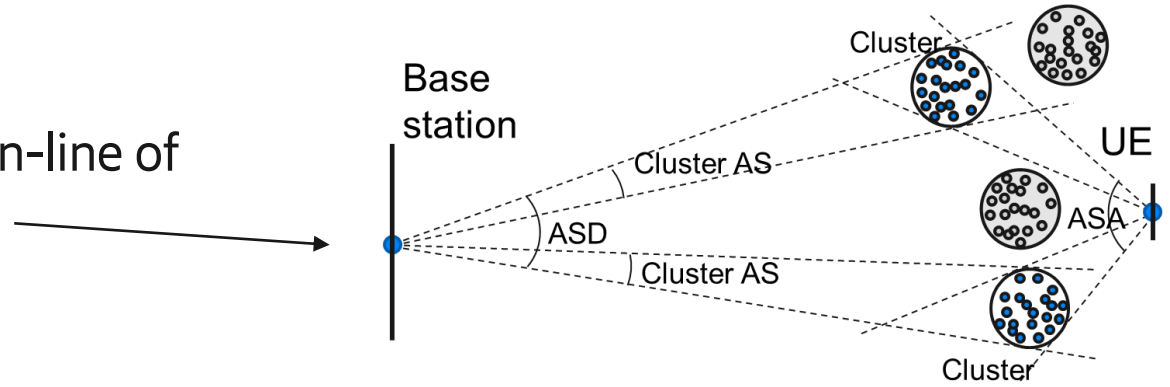 n-line of
Base
station
Cluster
UE
Cluster AS
ASD
ASA
Cluster AS
Cluster